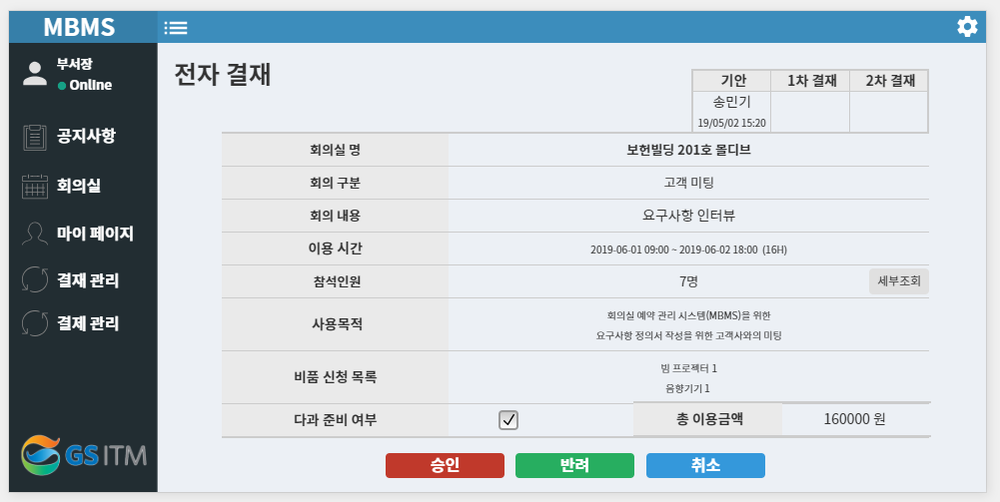 MBMS
부서장
Online
공지사항
회의실
마이 페이지
결재 관리
결제 관리
GS ITM
전자 결재
기안 1차 결재 2차 결재
송민기
19/05/02 15:20
회의실 명 보헌빌딩 201호 몰디브
회의 구분 고객 미팅
회의 내용 요구사항 인터뷰
이용 시간 2019-06-01 09:00 ~ 2019-06-02 18:00 (16H)
참석인원 7명 세부조회
사용목적 회의실 예약 관리 시스템(MBMS)을 위한
요구사항 정의서 작성을 위한 고객사와의 미팅
비품 신청 목록 빔 프로젝터 1
음향기기 1
다과 준비 여부 총 이용금액 160000 원
승인 반려 취소